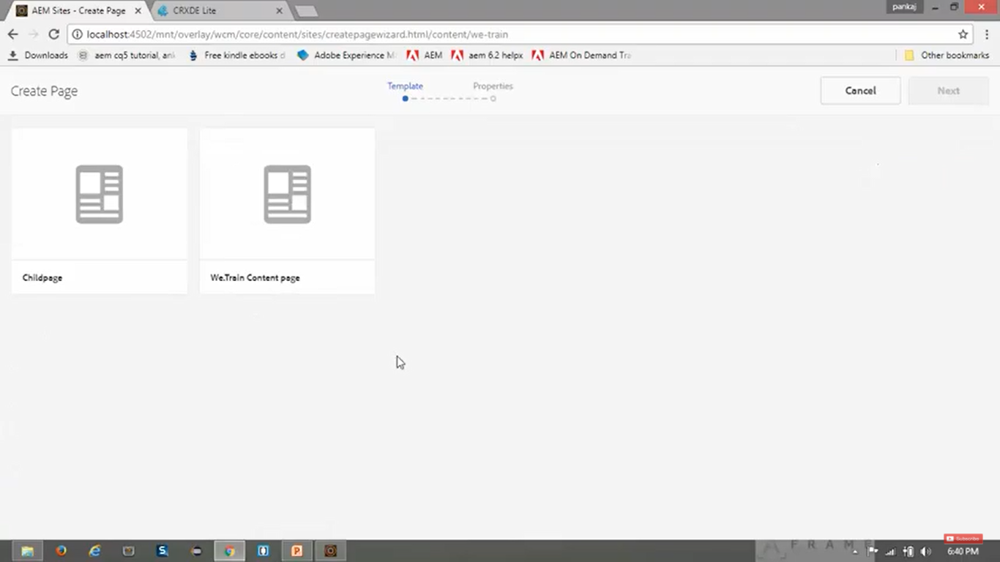 AEM Sites - Create Page
CRXDE Lite
pankaj
localhost:4502/mnt/overlay/wcm/core/content/sites/createpagewizard.html/content/we-train
Downloads
aem cq5 tutorial, an
Free kindle ebooks
Adobe Experience M
AEM
aem 6.2 helpx
AEM On Demand Tra
Other bookmarks
Create Page
Template
Properties
Cancel
Next
Childpage
We.Train Content page
Subscribe
A FRAME
6:40 PM